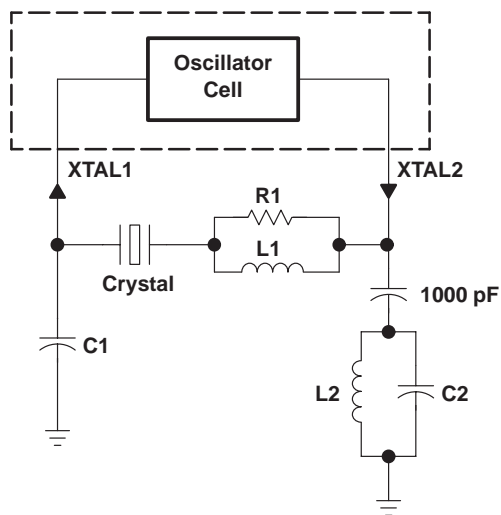 Oscillator
Cell
XTAL1
XTAL2
R1
L1
Crystal
1000 pF
C1
L2
C2